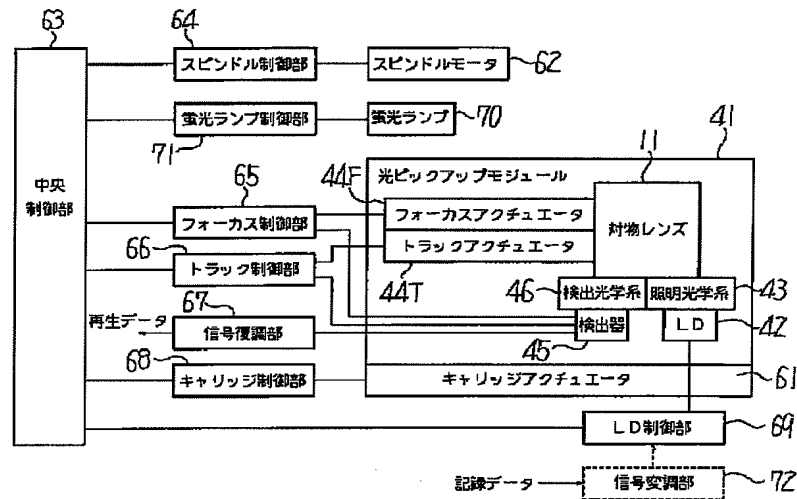 63
64
スピンドル制御部
スピンドルモータ
62
蛍光ランプ制御部
蛍光ランプ
70
71
11
41
中央
制御部
65
44F
光ピックアップモジュール
フォーカス制御部
フォーカスアクチュエータ
対物レンズ
66
トラック制御部
トラックアクチュエータ
44T
46
検出光学系
照明光学系
43
67
再生データ
信号復調部
検出器
LD
42
45
68
キャリッジ制御部
キャリッジアクチュエータ
61
LD制御部
69
記録データ
信号変調部
72